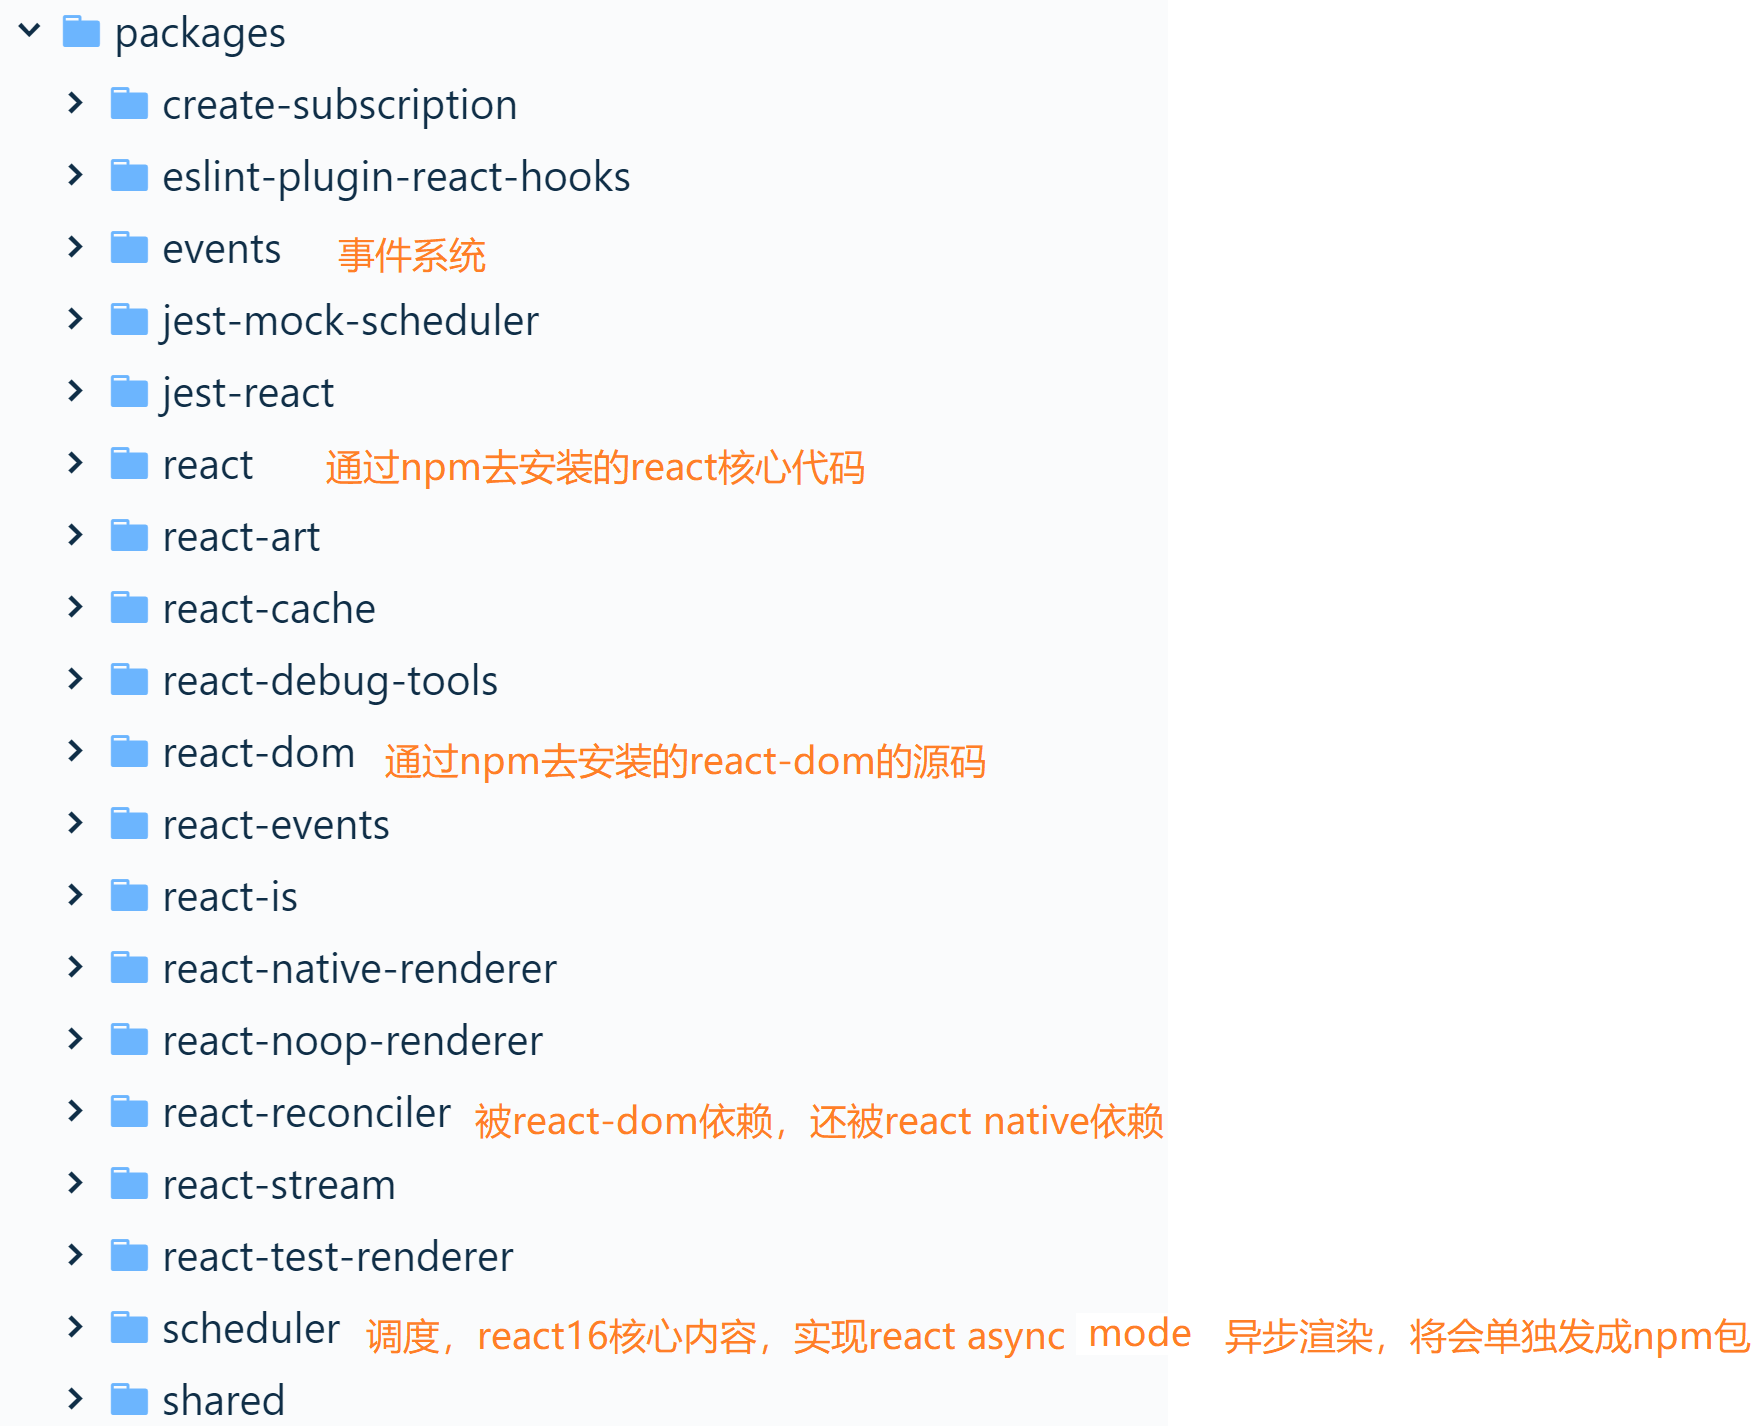 packages
create-subscription
eslint-plugin-react-hooks
events 事件系统
jest-mock-scheduler
jest-react
react 通过npm去安装的react核心代码
react-art
react-cache
react-debug-tools
react-dom 通过npm去安装的react-dom的源码
react-events
react-is
react-native-renderer
react-noop-renderer
react-reconciler 被react-dom依赖，还被react native依赖
react-stream
react-test-renderer
scheduler 调度，react16核心内容，实现react async mode 异步渲染，将会单独发成npm包
shared